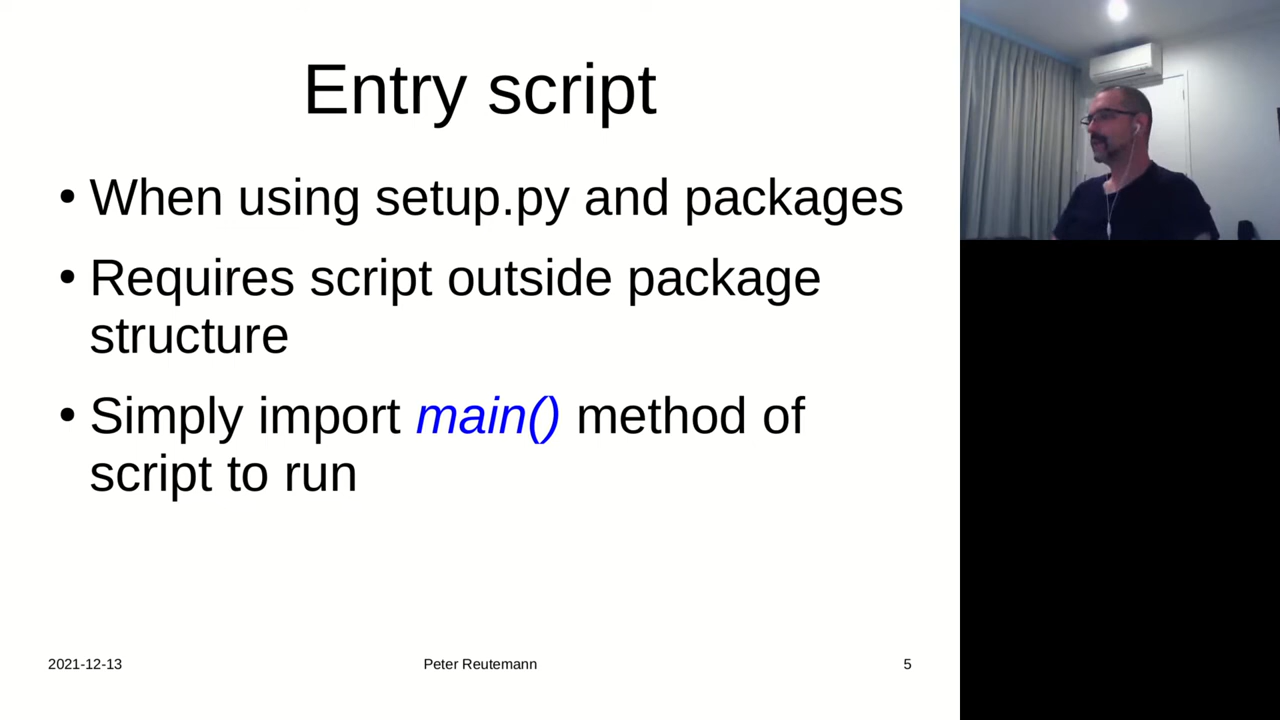 Entry script
• When using setup.py and packages
• Requires script outside package
structure
• Simply import main() method of
script to run
2021-12-13
Peter Reutemann
5